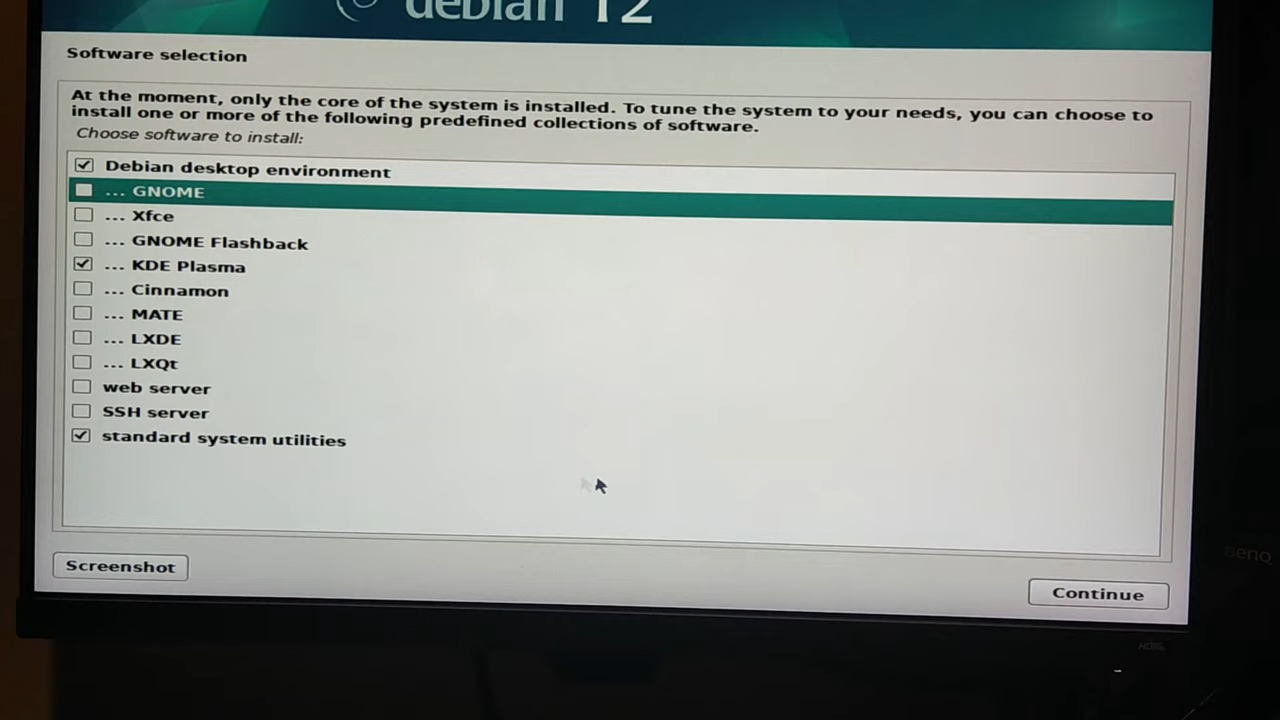 debian 12
Software selection
At the moment, only the core of the system is installed. To tune the system to your needs, you can choose to
install one or more of the following predefined collections of software.
Choose software to install:
Debian desktop environment
... GNOME
... Xfce
... GNOME Flashback
... KDE Plasma
... Cinnamon
... MATE
... LXDE
... LXQt
web server
SSH server
standard system utilities
Screenshot
Continue
BenQ
HDMI